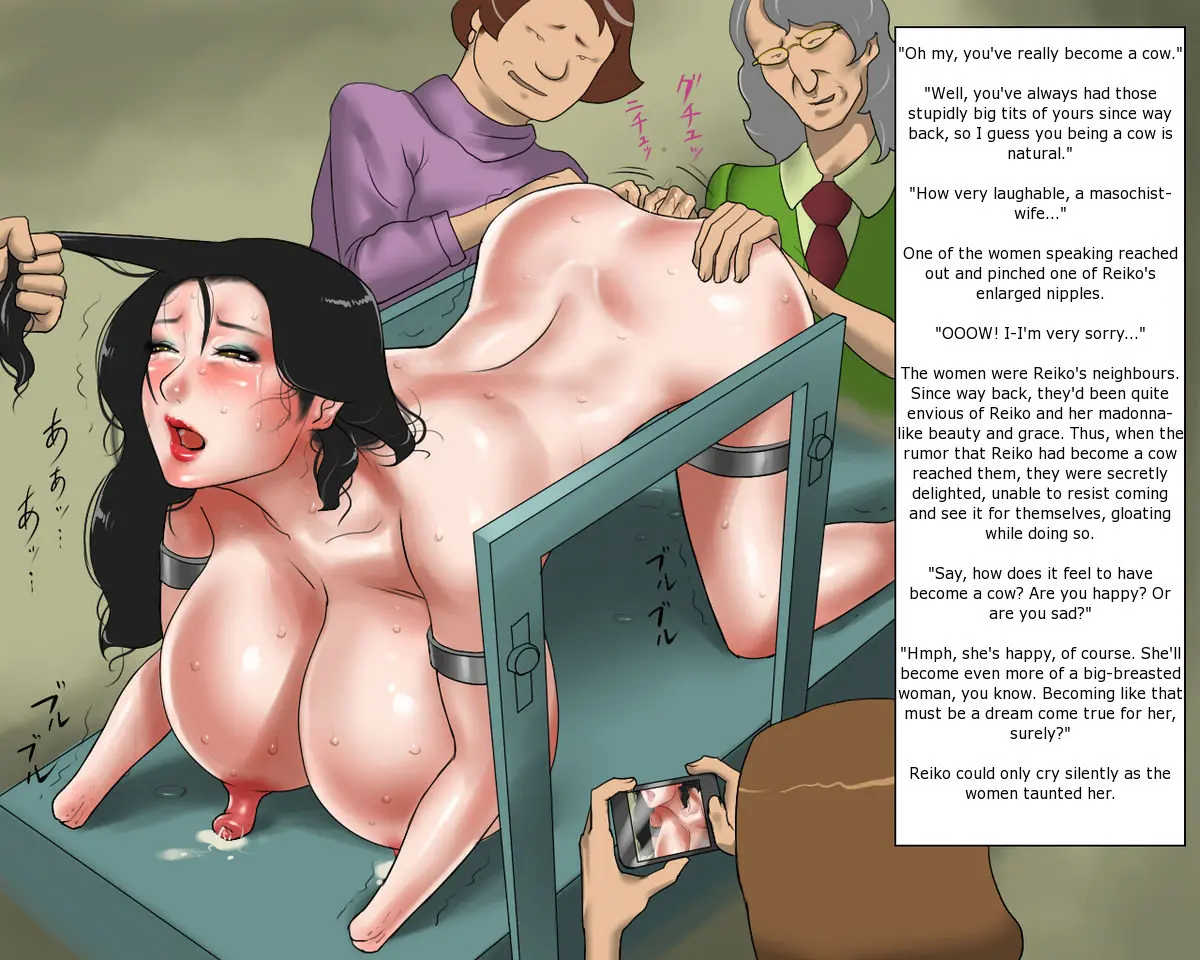 "Oh my, you've really become a cow."
"Well, you've always had those
stupidly big tits of yours since way
back, so I guess you being a cow is
natural."
"How very laughable, a masochist-
wife..."
One of the women speaking reached
out and pinched one of Reiko's
enlarged nipples.
"OOOW! I-I'm very sorry..."
The women were Reiko's neighbours.
Since way back, they'd been quite
envious of Reiko and her madonna-
like beauty and grace. Thus, when the
rumor that Reiko had become a cow
reached them, they were secretly
delighted, unable to resist coming
and see it for themselves, gloating
while doing so.
"Say, how does it feel to have
become a cow? Are you happy? Or
are you sad?"
"Hmph, she's happy, of course. She'll
become even more of a big-breasted
woman, you know. Becoming like that
must be a dream come true for her,
surely?"
Reiko could only cry silently as the
women taunted her.
グチュッ
ニチュッ
あぁッ…
あッ…
ブル
ブル
ブル
ブル